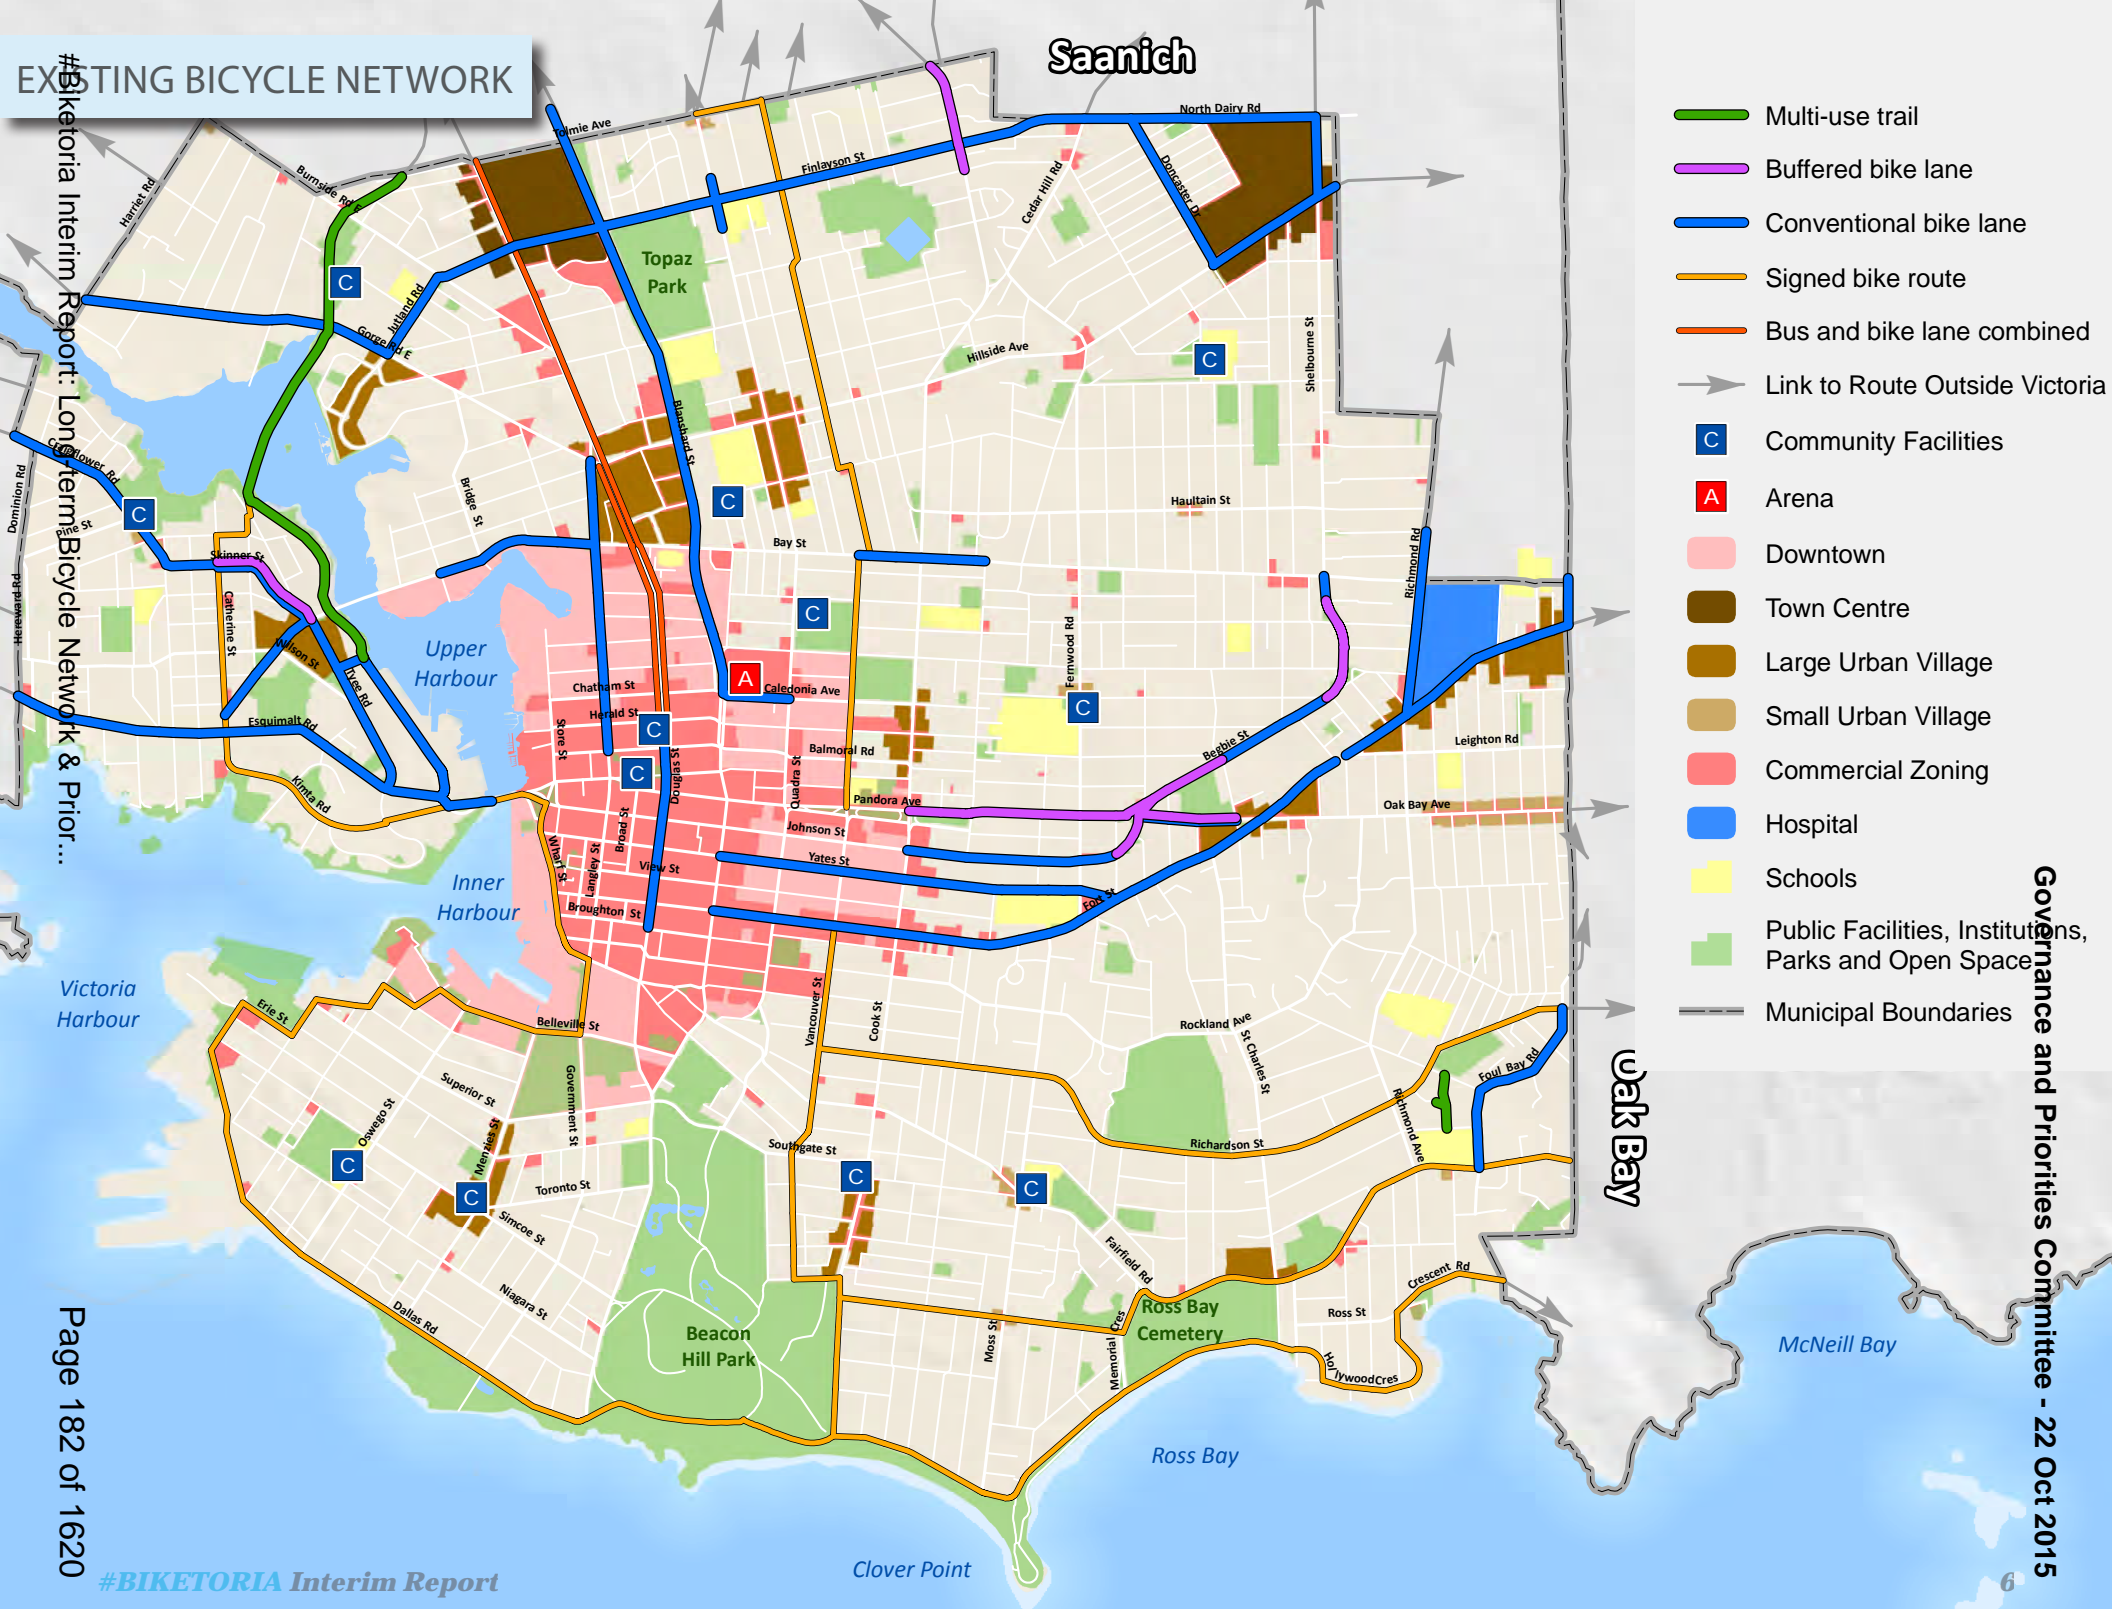 EXISTING BICYCLE NETWORK
#Biketoria Interim Report: Long-term Bicycle Network & Prior...
Page 182 of 1620
Governance and Priorities Committee - 22 Oct 2015
Saanich
Oak Bay
Multi-use trail
Buffered bike lane
Conventional bike lane
Signed bike route
Bus and bike lane combined
Link to Route Outside Victoria
C
Community Facilities
A
Arena
Downtown
Town Centre
Large Urban Village
Small Urban Village
Commercial Zoning
Hospital
Schools
Public Facilities, Institutions,
Parks and Open Space
Municipal Boundaries
Tolmie Ave
North Dairy Rd
Finlayson St
Burnside Rd E
Harriet Rd
Cedar Hill Rd
Doncaster Dr
Topaz
Park
C
Jutland Rd
Gorge Rd E
Hillside Ave
C
Shelbourne St
Blanshard St
Craigflower Rd
Dominion Rd
Bridge St
C
Haultain St
C
Pine St
Bay St
Skinner St
Richmond Rd
Hereward Rd
Catherine St
C
Upper
Harbour
Wilson St
Tyee Rd
Fernwood Rd
A
Caledonia Ave
Chatham St
Herald St
C
C
Store St
Esquimalt Rd
Balmoral Rd
Begbie St
Leighton Rd
Quadra St
Douglas St
C
Kimta Rd
Pandora Ave
Oak Bay Ave
Johnson St
Broad St
Wharf St
Langley St
View St
Yates St
Inner
Harbour
Broughton St
Fort St
Victoria
Harbour
Erie St
Belleville St
Vancouver St
Cook St
Rockland Ave
St Charles St
Foul Bay Rd
Superior St
Government St
Oswego St
Menzies St
Richmond Ave
Southgate St
Richardson St
C
C
C
C
Toronto St
Simcoe St
Niagara St
Dallas Rd
Fairfield Rd
Crescent Rd
Ross Bay
Cemetery
Ross St
Beacon
Hill Park
Moss St
Memorial Cres
Hollywood Cres
McNeill Bay
Ross Bay
Clover Point
#BIKETORIA Interim Report
6